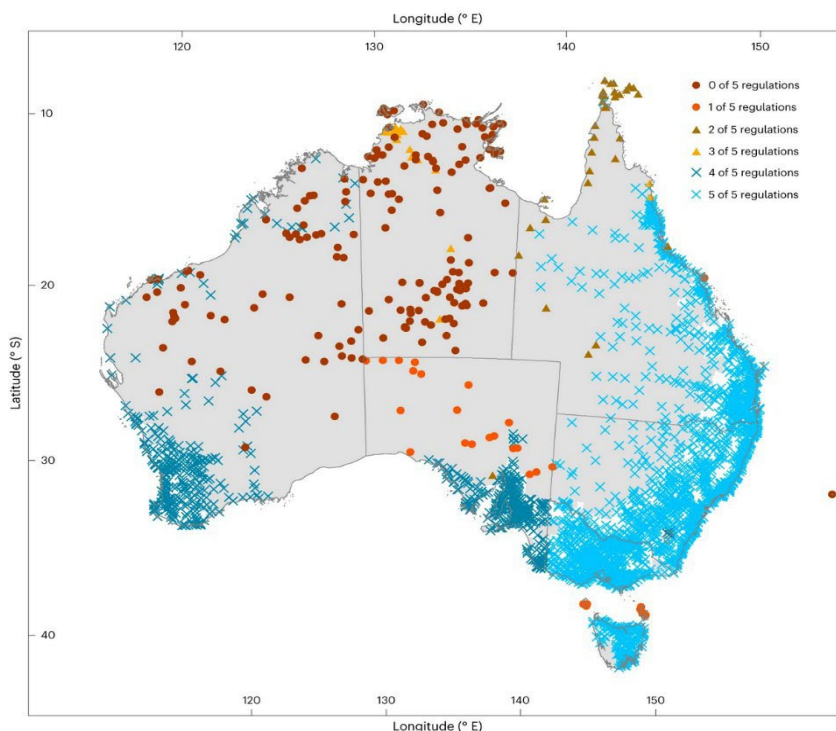 Longitude (° E)
120 130 140 150
0 of 5 regulations
1 of 5 regulations
2 of 5 regulations
3 of 5 regulations
4 of 5 regulations
5 of 5 regulations
10
20
30
40
Latitude (° S)
120 130 140 150
Longitude (° E)